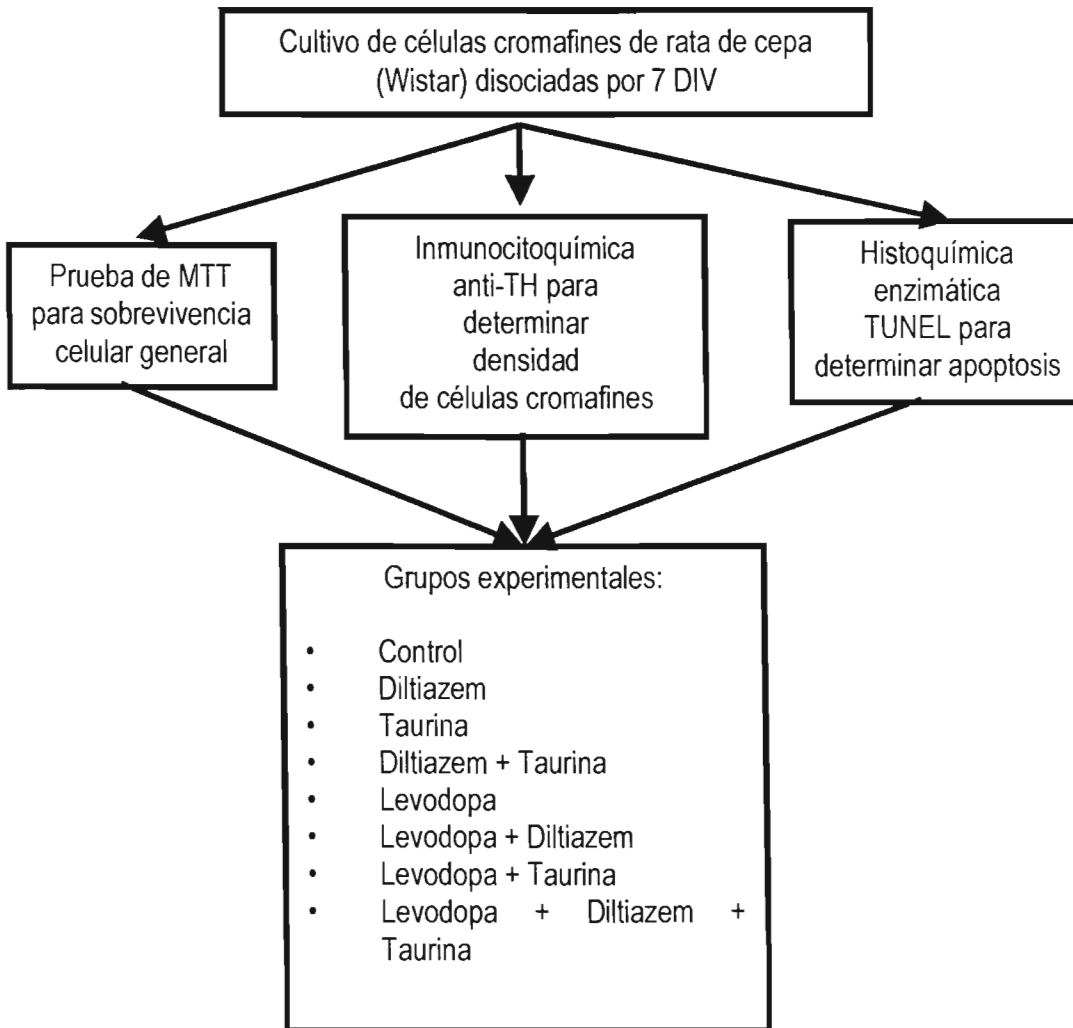 Cultivo de células cromafines de rata de cepa
(Wistar) disociadas por 7 DIV
Prueba de MTT
para sobrevivencia
celular general
Inmunocitoquímica
anti-TH para
determinar
densidad
de células cromafines
Histoquímica
enzimática
TUNEL para
determinar apoptosis
Grupos experimentales:
• Control
• Diltiazem
• Taurina
• Diltiazem + Taurina
• Levodopa
• Levodopa + Diltiazem
• Levodopa + Taurina
• Levodopa + Diltiazem +
Taurina